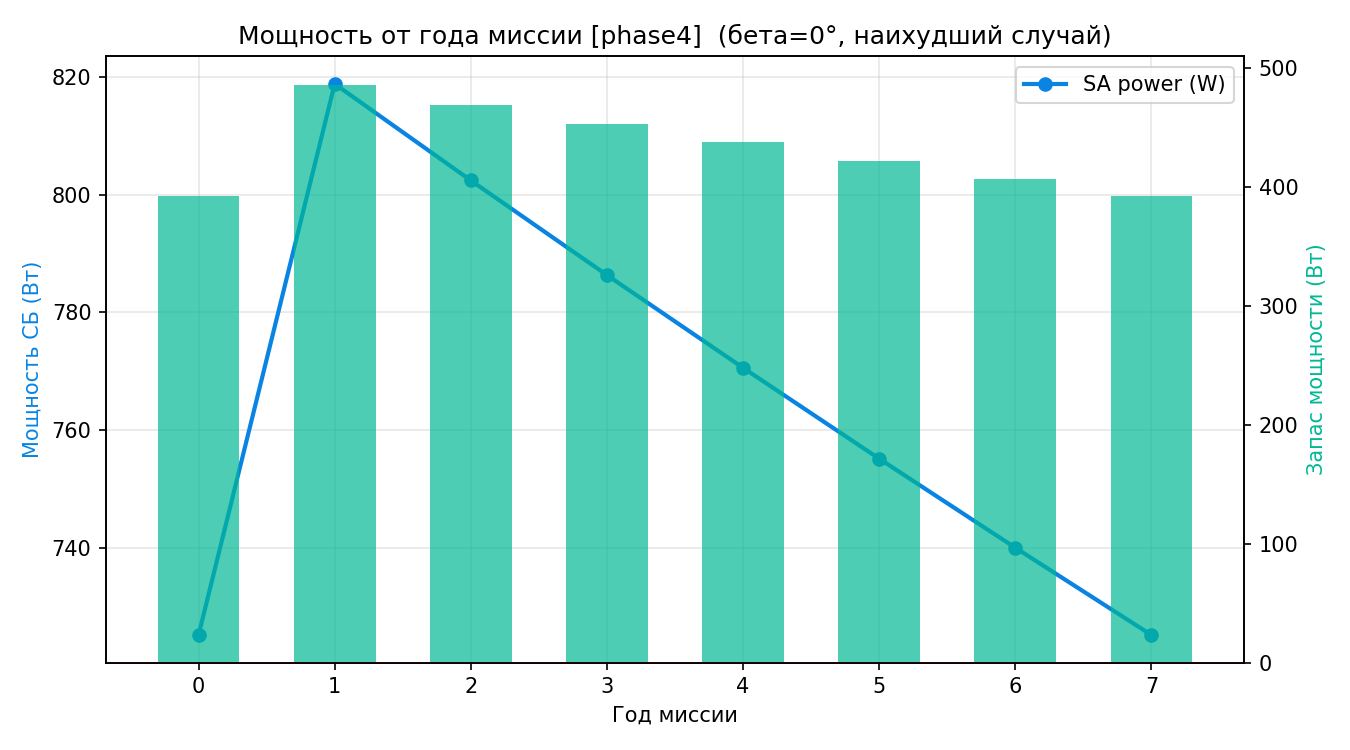 Мощность от года миссии [phase4]  (бета=0°, наихудший случай)
SA power (W)
Мощность СБ (Вт)
820
800
780
760
740
500
400
300
200
100
0
Запас мощности (Вт)
0 1 2 3 4 5 6 7
Год миссии